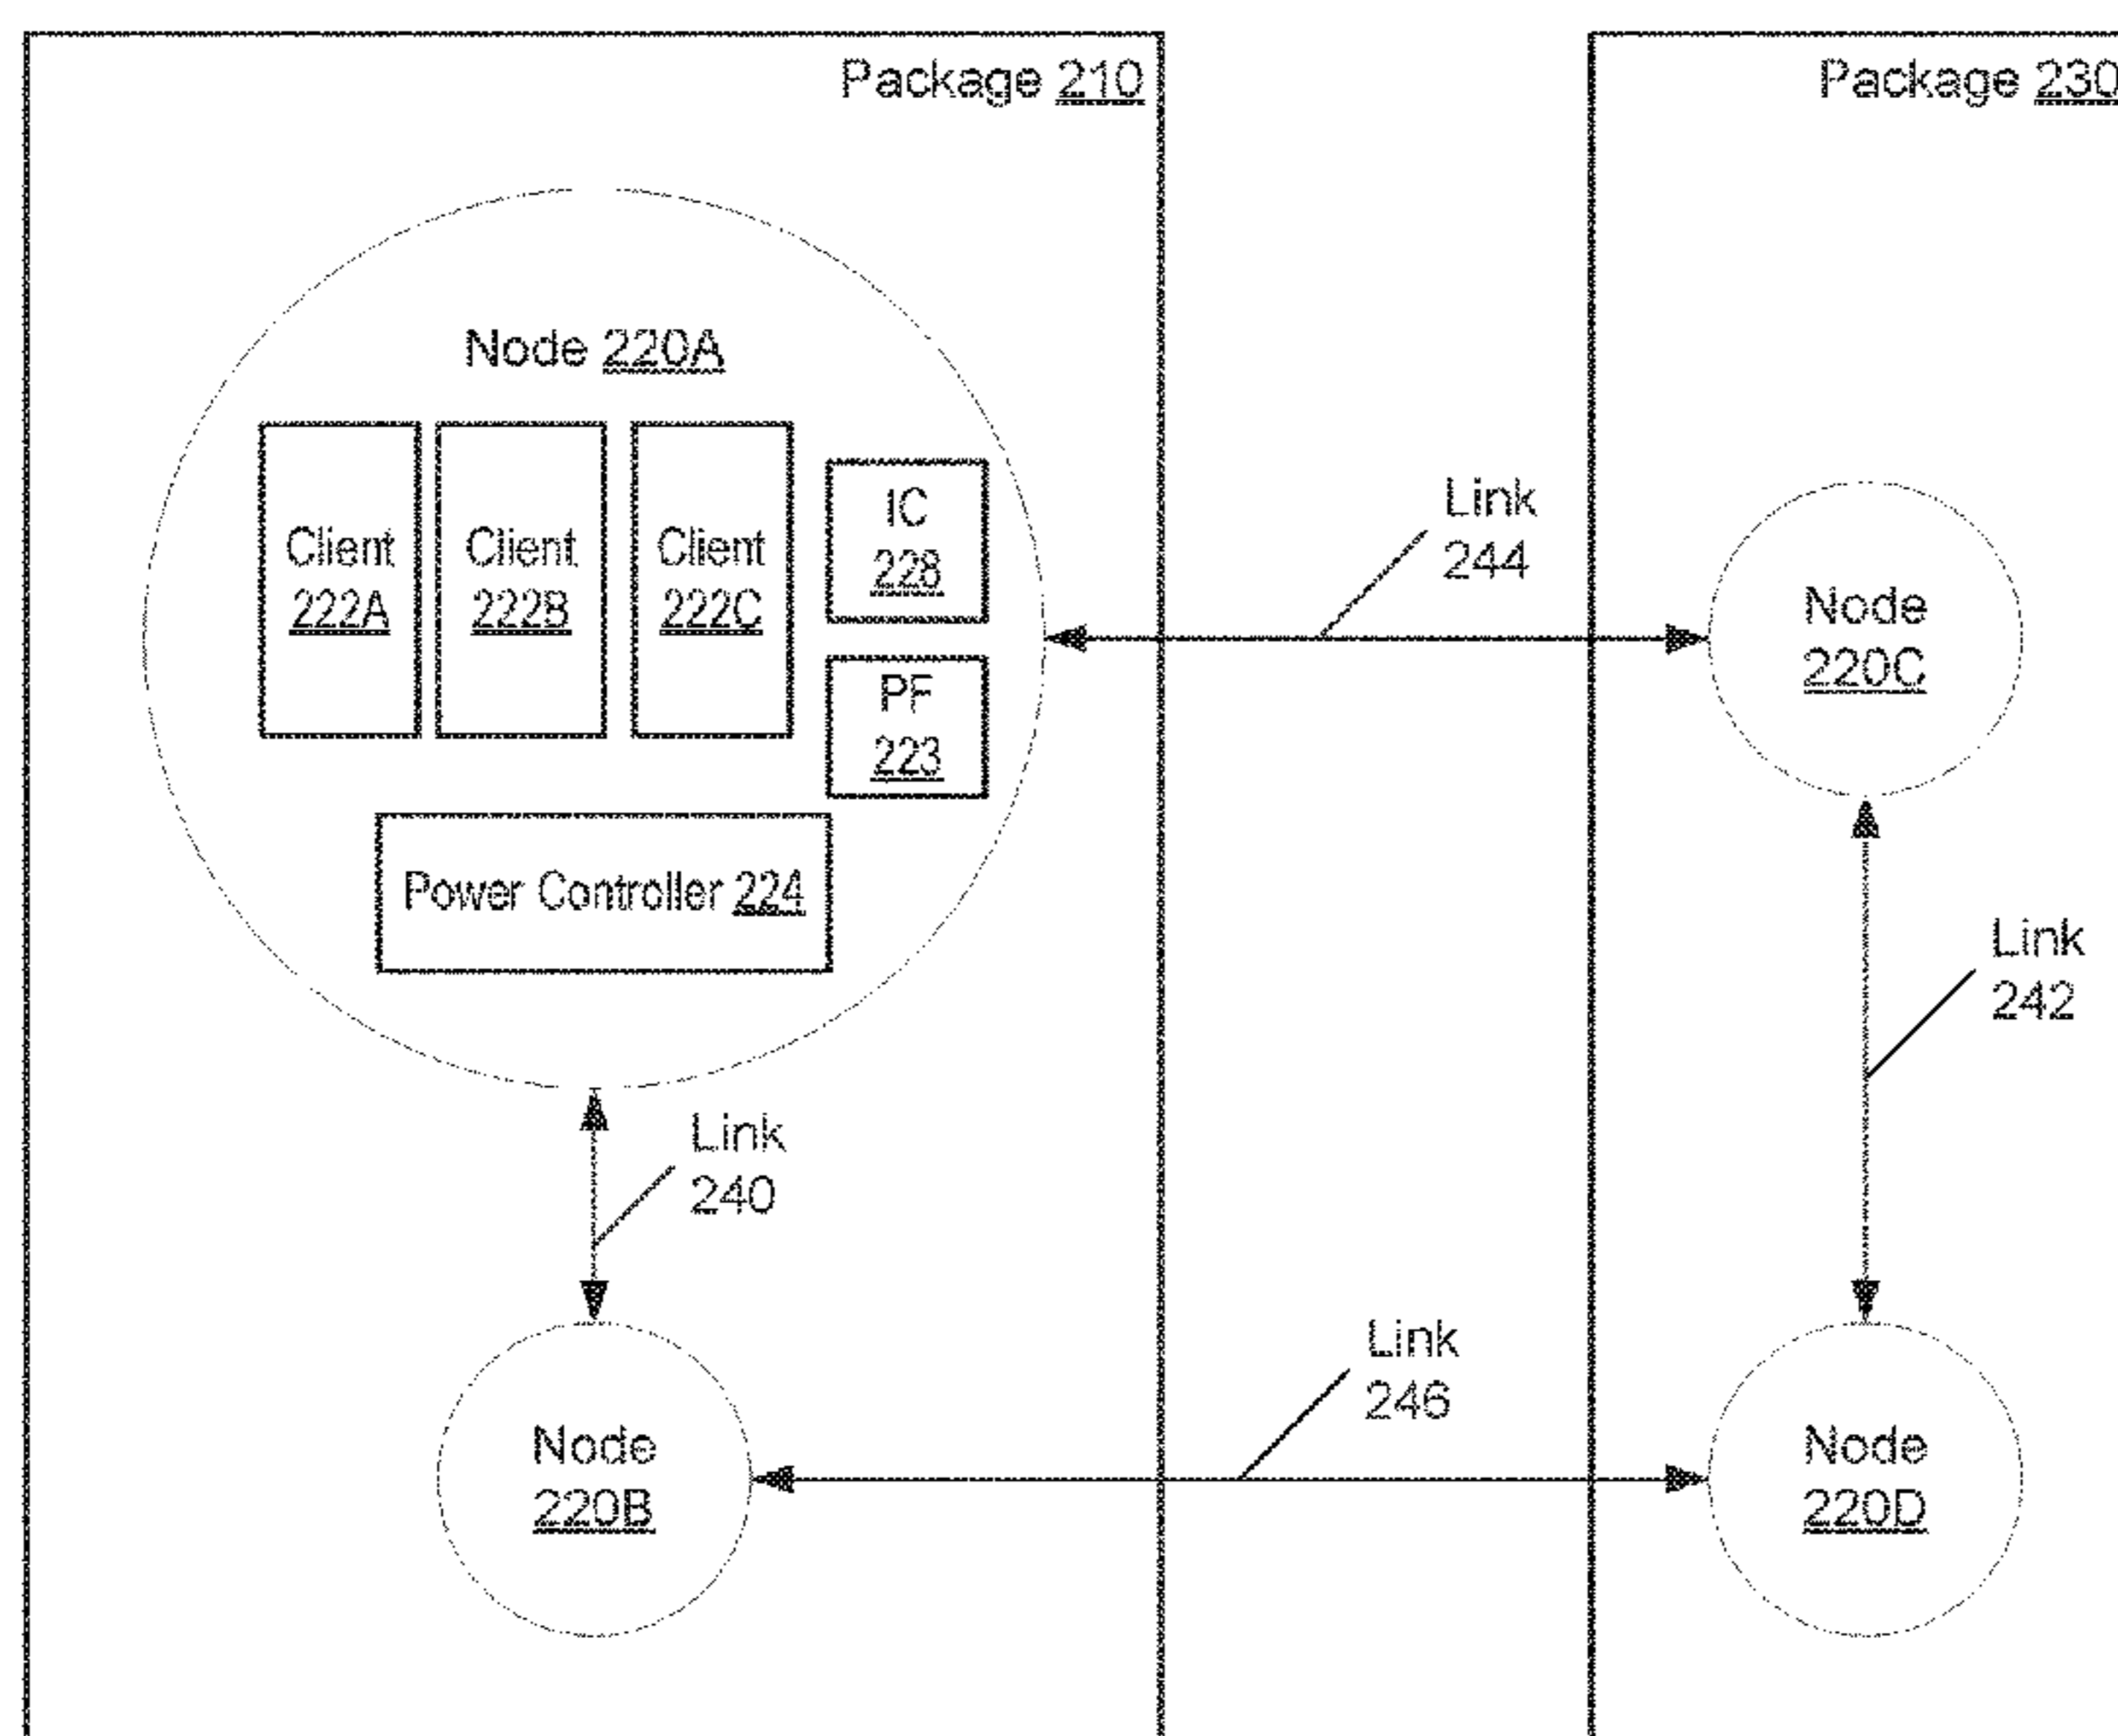 Package 210
Package 230
Node 220A
Client
222A
Client
222B
Client
222C
IC
228
PF
223
Power Controller 224
Link
244
Node
220C
Link
242
Link
240
Link
246
Node
220B
Node
220D